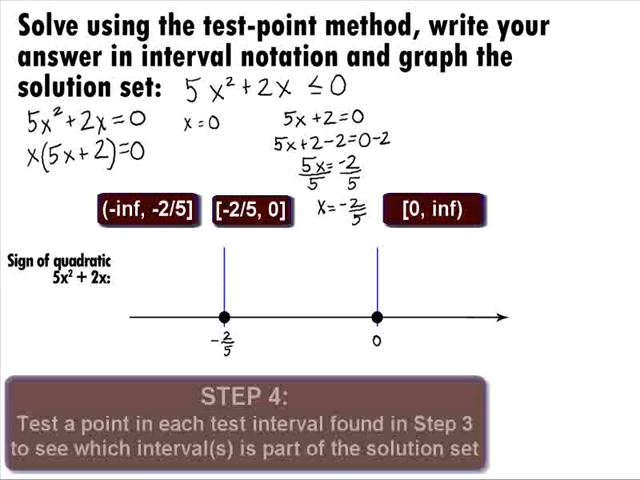 Solve using the test-point method, write your
answer in interval notation and graph the
solution set: 5x² + 2x ≤ 0
5x² + 2x = 0
x = 0
5x + 2 = 0
x(5x + 2) = 0
5x + 2 - 2 = 0 - 2
5x/5 = -2/5
x = -2/5
(-inf, -2/5]
[-2/5, 0]
[0, inf)
Sign of quadratic
5x² + 2x:
-2/5
0
STEP 4:
Test a point in each test interval found in Step 3
to see which interval(s) is part of the solution set